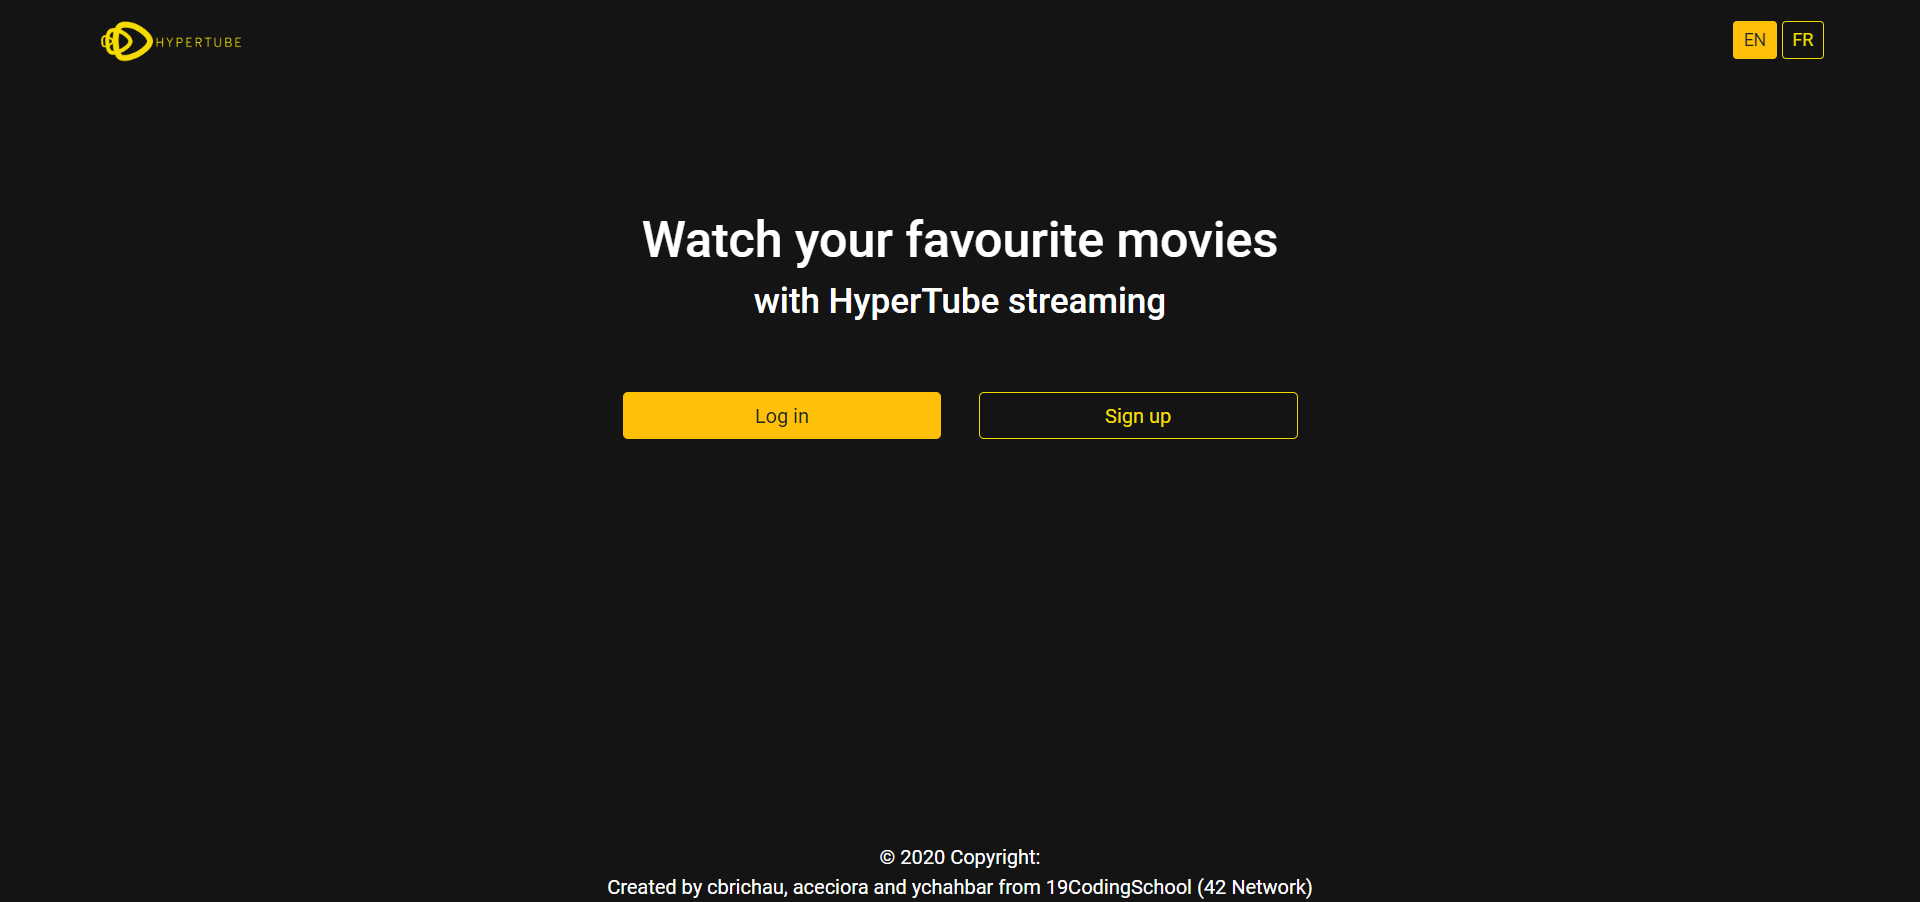 HYPERTUBE
EN FR
Watch your favourite movies
with HyperTube streaming
Log in
Sign up
© 2020 Copyright:
Created by cbrichau, aceciora and ychahbar from 19CodingSchool (42 Network)